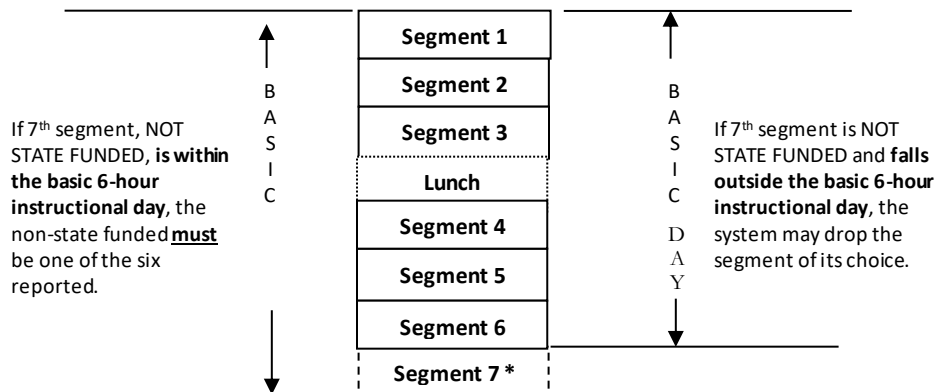 If 7th segment, NOT
STATE FUNDED, is within
the basic 6-hour
instructional day, the
non-state funded must
be one of the six
reported.
B
A
S
I
C
Segment 1
Segment 2
Segment 3
Lunch
Segment 4
Segment 5
Segment 6
Segment 7 *
B
A
S
I
C
D
A
Y
If 7th segment is NOT
STATE FUNDED and falls
outside the basic 6-hour
instructional day, the
system may drop the
segment of its choice.